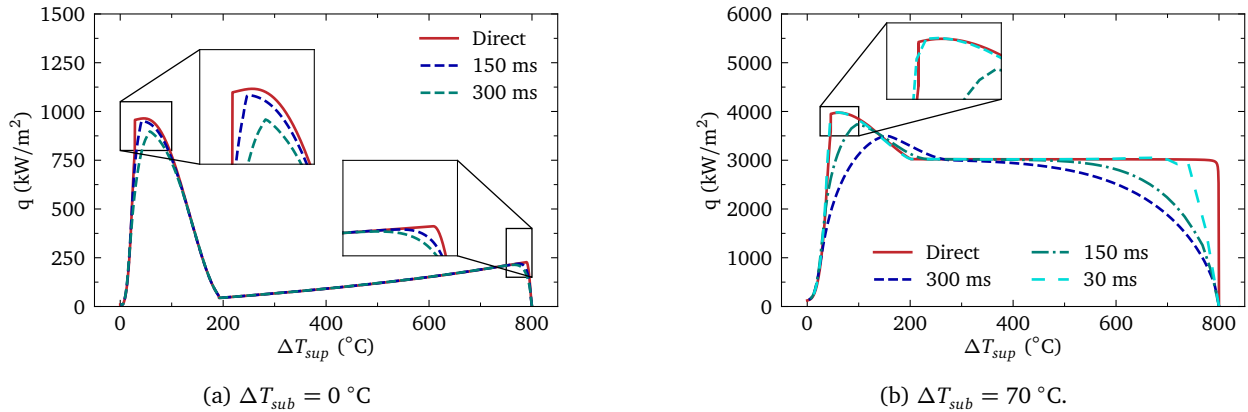 1500
1250
1000
750
500
250
0
q (kW/m²)
0 200 400 600 800
ΔT_sup (°C)
Direct
150 ms
300 ms
(a) ΔT_sub = 0 °C
6000
5000
4000
3000
2000
1000
0
q (kW/m²)
0 200 400 600 800
ΔT_sup (°C)
Direct 150 ms
300 ms 30 ms
(b) ΔT_sub = 70 °C.